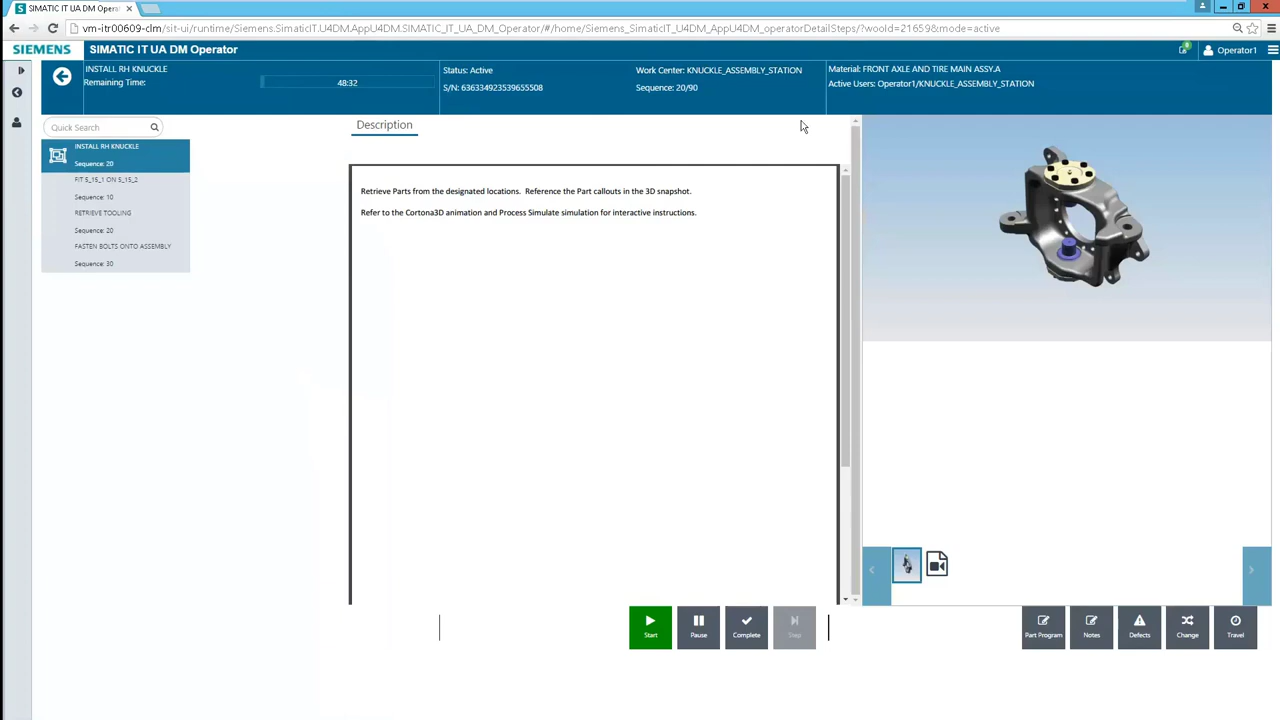 SIMATIC IT UA DM Opera
vm-itr00609-clm/sit-ui/runtime/Siemens.SimaticIT.U4DM.AppU4DM.SIMATIC_IT_UA_DM_Operator/#/home/Siemens_SimaticIT_U4DM_AppU4DM_operatorDetailSteps/?wooId=21659&mode=active
SIEMENS
SIMATIC IT UA DM Operator
Operator1
INSTALL RH KNUCKLE
Remaining Time:
48:32
Status: Active
S/N: 636334923539655508
Work Center: KNUCKLE_ASSEMBLY_STATION
Sequence: 20/90
Material: FRONT AXLE AND TIRE MAIN ASSY.A
Active Users: Operator1/KNUCKLE_ASSEMBLY_STATION
Quick Search
INSTALL RH KNUCKLE
Sequence: 20
FIT S_15_1 ON S_15_2
Sequence: 10
RETRIEVE TOOLING
Sequence: 20
FASTEN BOLTS ONTO ASSEMBLY
Sequence: 30
Description
Retrieve Parts from the designated locations. Reference the Part callouts in the 3D snapshot.
Refer to the Cortona3D animation and Process Simulate simulation for interactive instructions.
Start
Pause
Complete
Part Program
Notes
Defects
Change
Travel